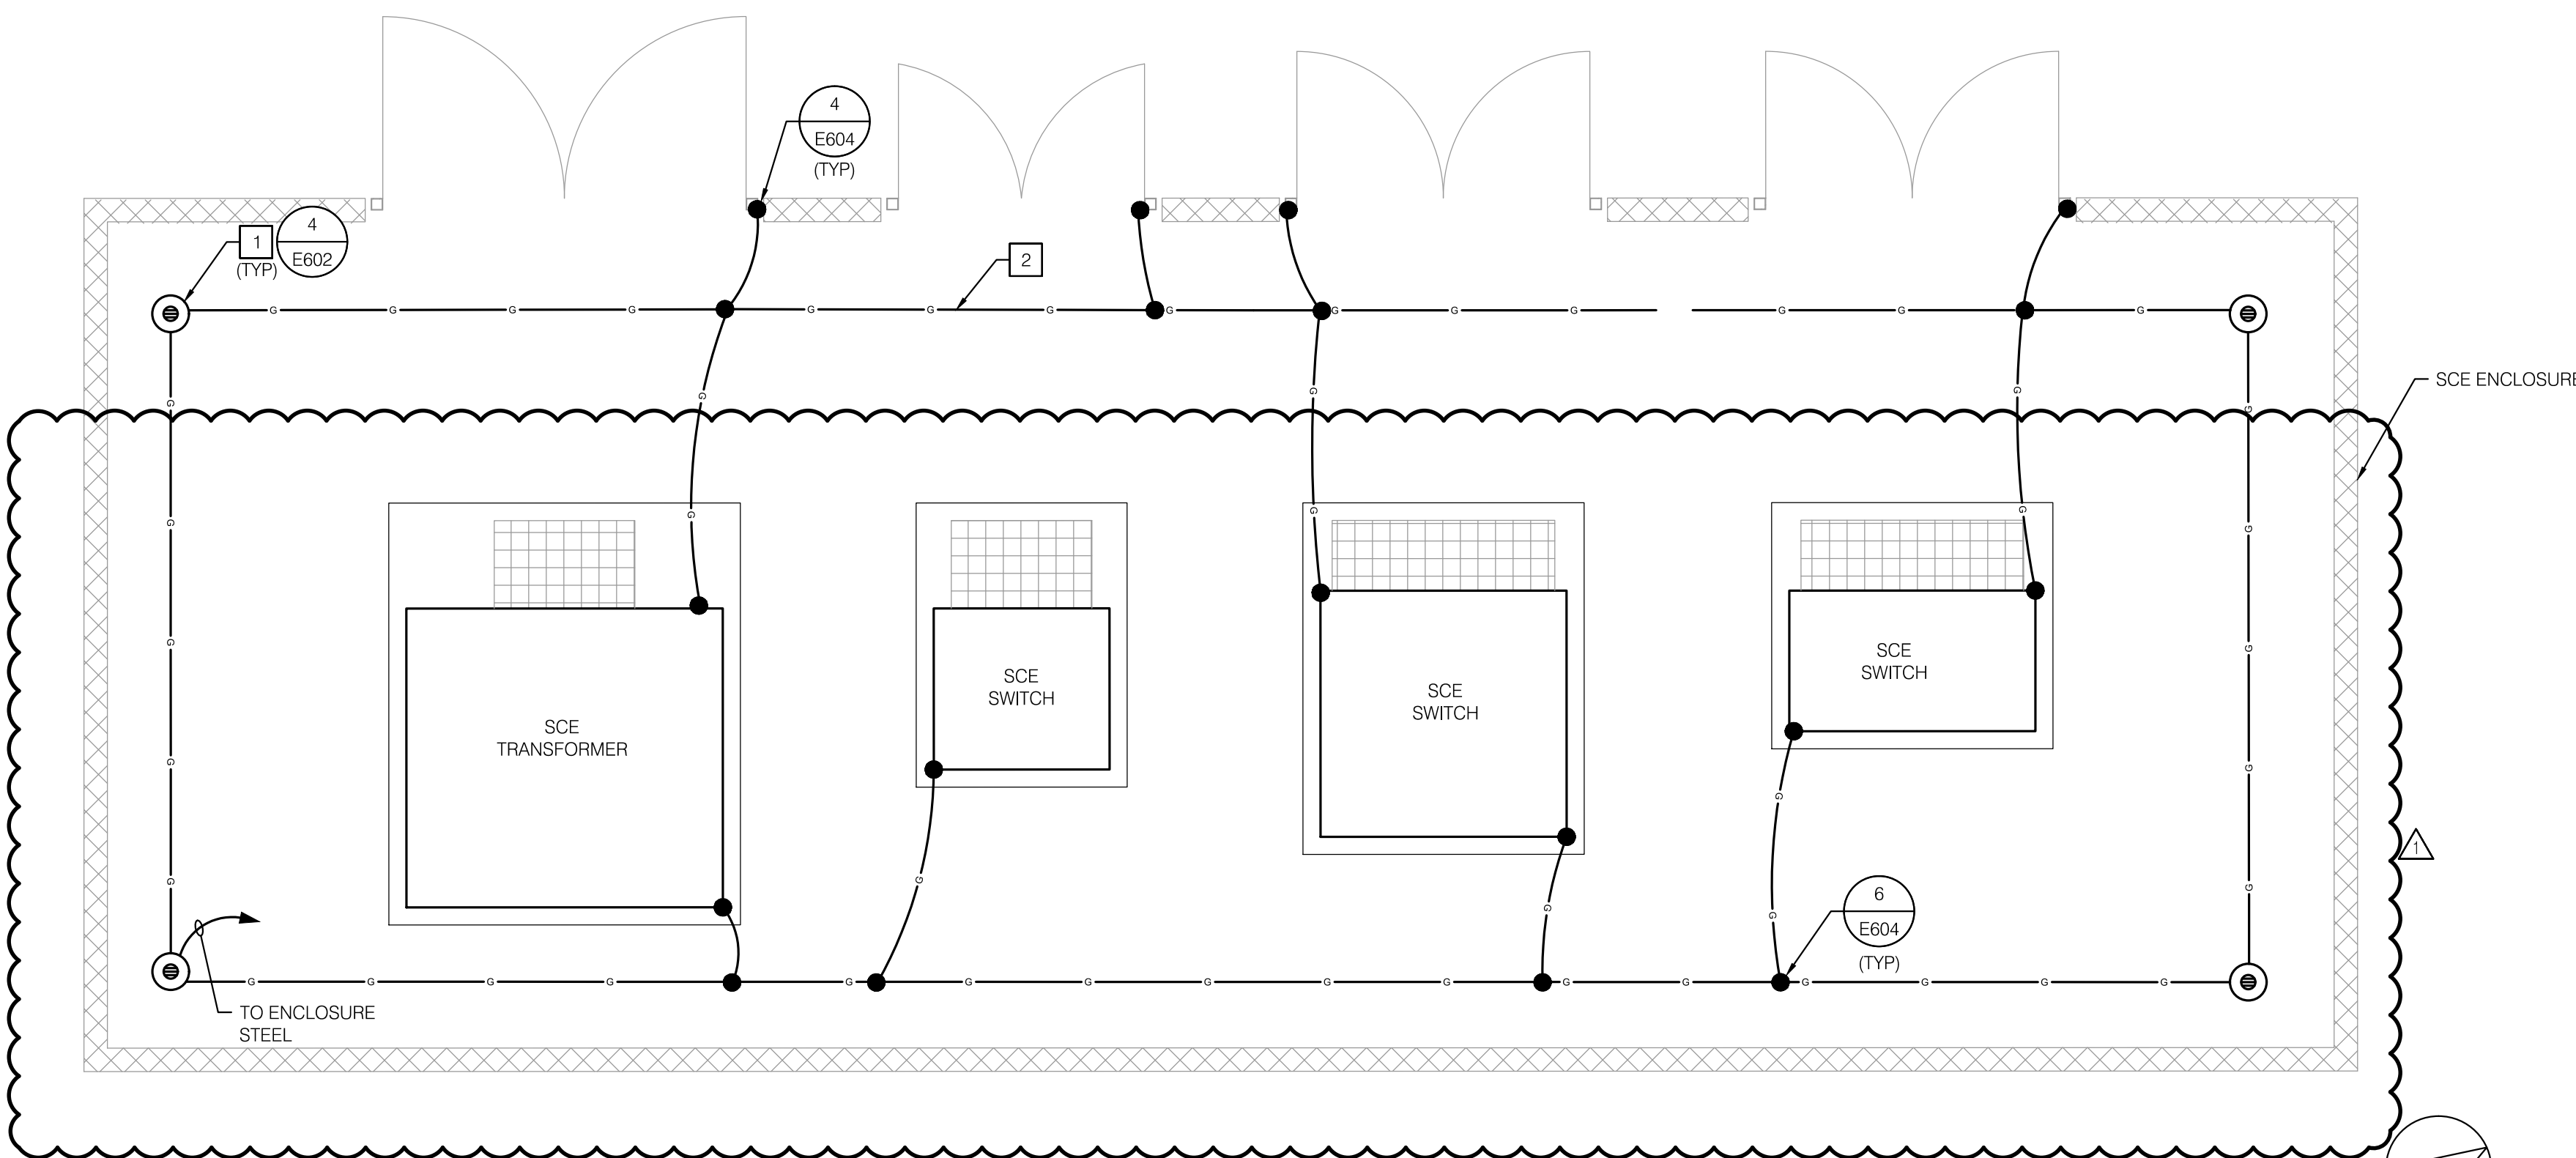 4
E604
(TYP)
1
(TYP)
4
E602
2
G G G G G G G G G G G G G G
G G G G
SCE ENCLOSURE
G G G G
G G
G G
G G
SCE
SWITCH
SCE
SWITCH
SCE
SWITCH
SCE
TRANSFORMER
G G
G G
1
G G G G
6
E604
(TYP)
G G G G G G G G G G G G G G G
TO ENCLOSURE
STEEL